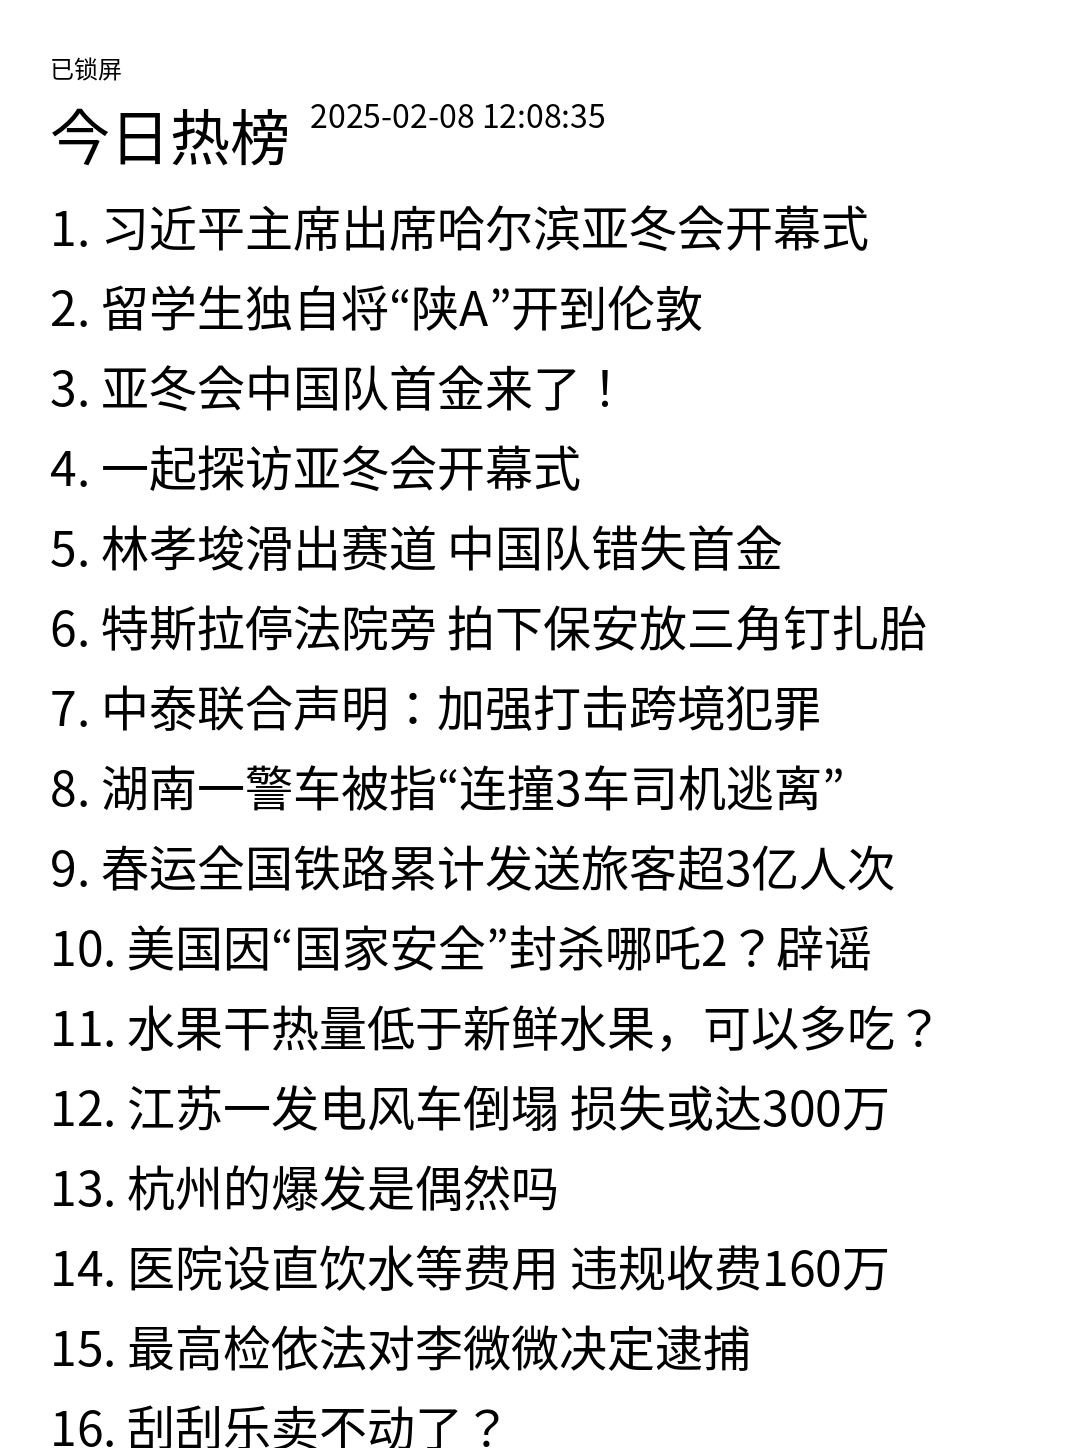 已锁屏
今日热榜 2025-02-08 12:08:35
1. 习近平主席出席哈尔滨亚冬会开幕式
2. 留学生独自将“陕A”开到伦敦
3. 亚冬会中国队首金来了！
4. 一起探访亚冬会开幕式
5. 林孝埈滑出赛道 中国队错失首金
6. 特斯拉停法院旁 拍下保安放三角钉扎胎
7. 中泰联合声明：加强打击跨境犯罪
8. 湖南一警车被指“连撞3车司机逃离”
9. 春运全国铁路累计发送旅客超3亿人次
10. 美国因“国家安全”封杀哪吒2？辟谣
11. 水果干热量低于新鲜水果，可以多吃？
12. 江苏一发电风车倒塌 损失或达300万
13. 杭州的爆发是偶然吗
14. 医院设直饮水等费用 违规收费160万
15. 最高检依法对李微微决定逮捕
16. 刮刮乐卖不动了？